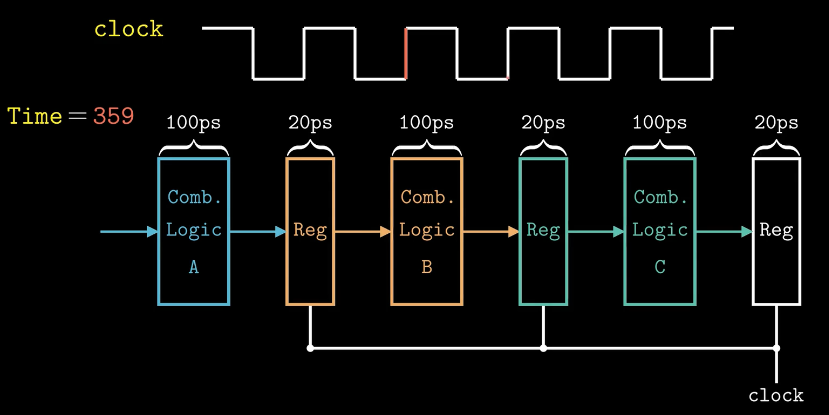 clock
Time=359
100ps 20ps 100ps 20ps 100ps 20ps
Comb. Logic A
Reg
Comb. Logic B
Reg
Comb. Logic C
Reg
clock